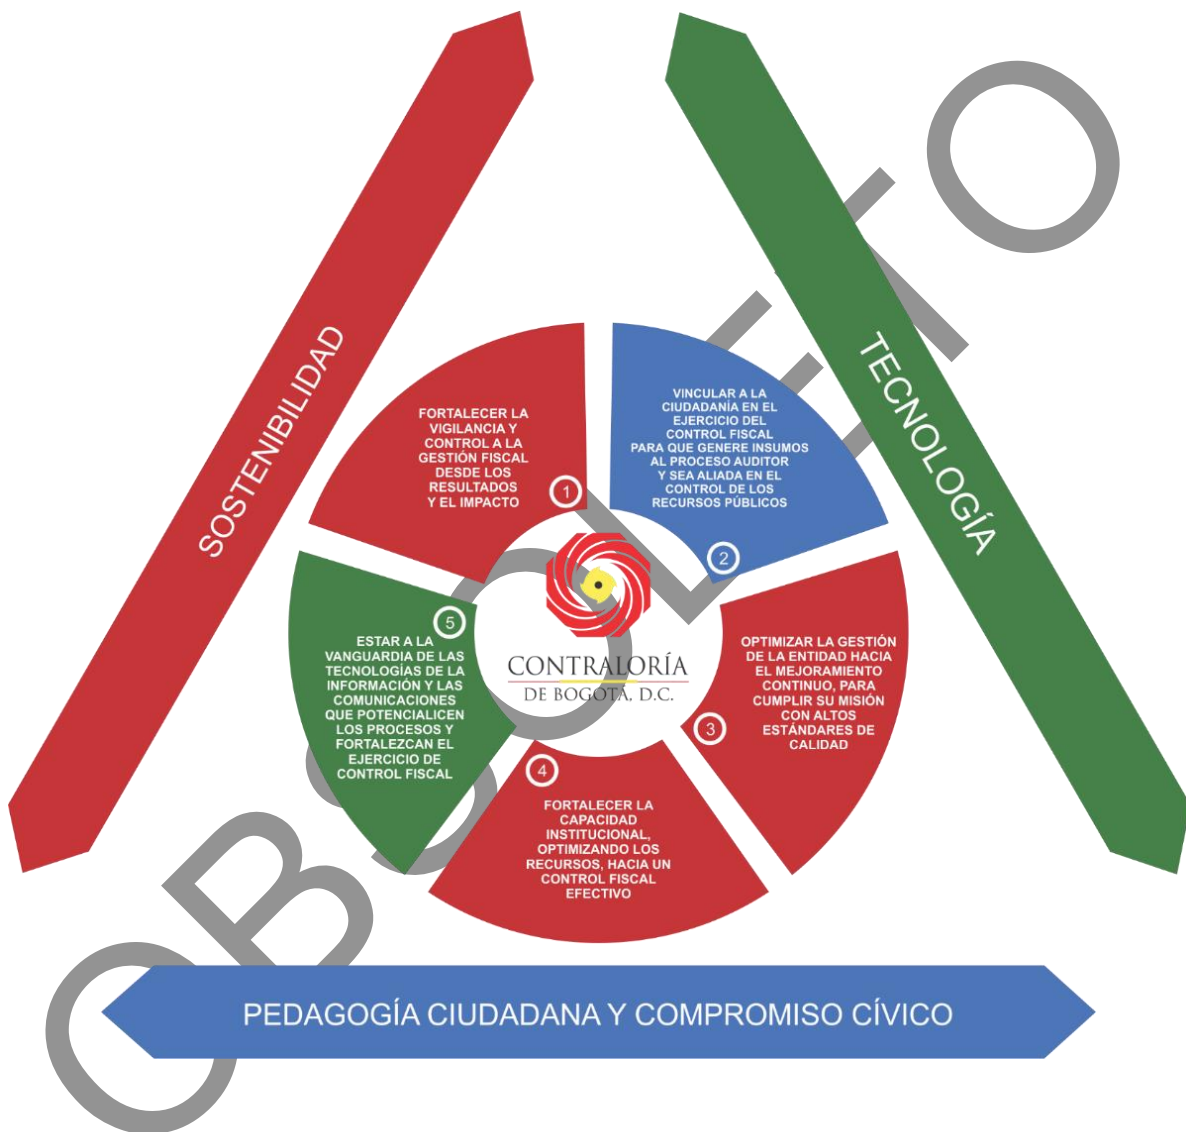 SOSTENIBILIDAD
TECNOLOGÍA
FORTALECER LA
VIGILANCIA Y
CONTROL A LA
GESTIÓN FISCAL
DESDE LOS
RESULTADOS
Y EL IMPACTO
1
VINCULAR A LA
CIUDADANÍA EN EL
EJERCICIO DEL
CONTROL FISCAL
PARA QUE GENERE INSUMOS
AL PROCESO AUDITOR
Y SEA ALIADA EN EL
CONTROL DE LOS
RECURSOS PÚBLICOS
2
OPTIMIZAR LA GESTIÓN
DE LA ENTIDAD HACIA
EL MEJORAMIENTO
CONTINUO, PARA
CUMPLIR SU MISIÓN
CON ALTOS
ESTÁNDARES DE
CALIDAD
3
4
FORTALECER LA
CAPACIDAD
INSTITUCIONAL,
OPTIMIZANDO LOS
RECURSOS, HACIA UN
CONTROL FISCAL
EFECTIVO
5
ESTAR A LA
VANGUARDIA DE LAS
TECNOLOGÍAS DE LA
INFORMACIÓN Y LAS
COMUNICACIONES
QUE POTENCIALICEN
LOS PROCESOS Y
FORTALEZCAN EL
EJERCICIO DE
CONTROL FISCAL
CONTRALORÍA
DE BOGOTÁ, D.C.
PEDAGOGÍA CIUDADANA Y COMPROMISO CÍVICO
OBSOLETO